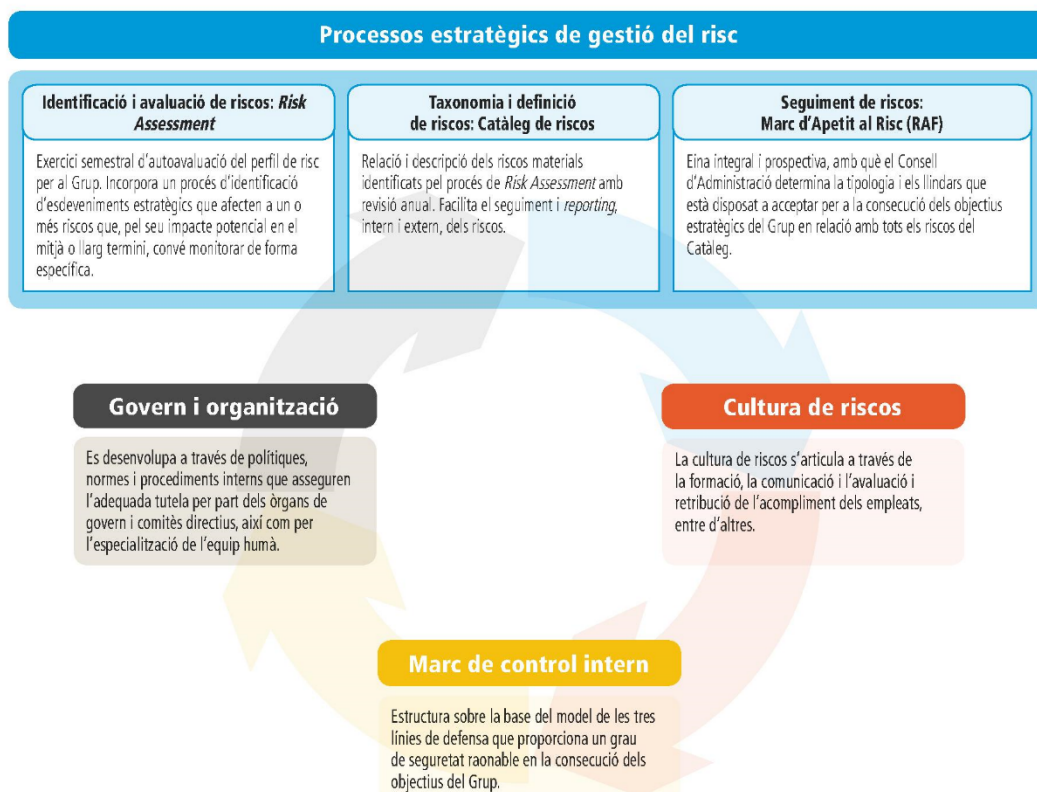 Processos estratègics de gestió del risc
Identificació i avaluació de riscos: Risk
Assessment
Exercici semestral d'autoavaluació del perfil de risc
per al Grup. Incorpora un procés d'identificació
d'esdeveniments estratègics que afecten a un o
més riscos que, pel seu impacte potencial en el
mitjà o llarg termini, convé monitorar de forma
específica.
Taxonomia i definició
de riscos: Catàleg de riscos
Relació i descripció dels riscos materials
identificats pel procés de Risk Assessment amb
revisió anual. Facilita el seguiment i reporting,
intern i extern, dels riscos.
Seguiment de riscos:
Marc d'Apetit al Risc (RAF)
Eina integral i prospectiva, amb què el Consell
d'Administració determina la tipologia i els llindars que
està disposat a acceptar per a la consecució dels objectius
estratègics del Grup en relació amb tots els riscos del
Catàleg.
Govern i organització
Es desenvolupa a través de polítiques,
normes i procediments interns que asseguren
l'adequada tutela per part dels òrgans de
govern i comitès directius, així com per
l'especialització de l'equip humà.
Cultura de riscos
La cultura de riscos s'articula a través de
la formació, la comunicació i l'avaluació i
retribució de l'acompliment dels empleats,
entre d'altres.
Marc de control intern
Estructura sobre la base del model de les tres
línies de defensa que proporciona un grau
de seguretat raonable en la consecució dels
objectius del Grup.